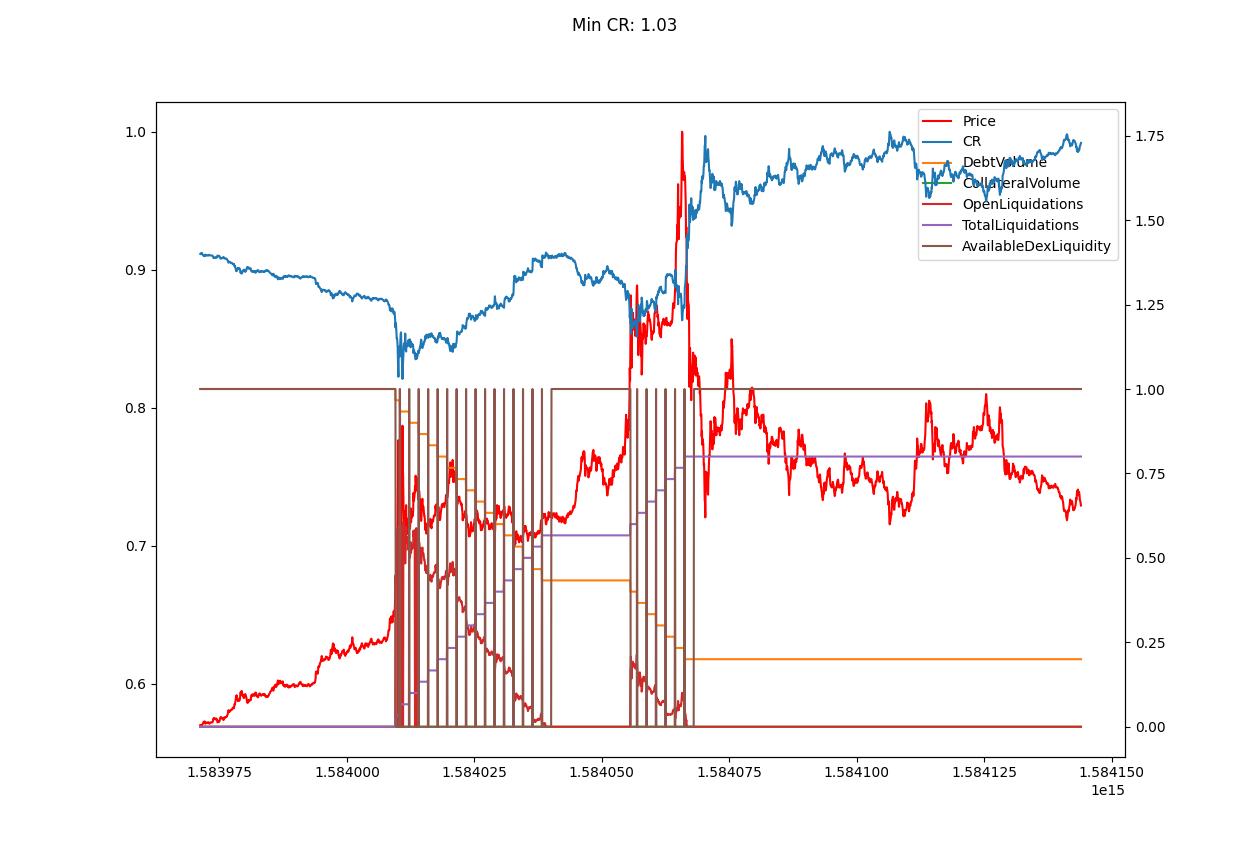 Min CR: 1.03
1.0
0.9
0.8
0.7
0.6
1.75
1.50
1.25
1.00
0.75
0.50
0.25
0.00
Price
CR
DebtVolume
CollateralVolume
OpenLiquidations
TotalLiquidations
AvailableDexLiquidity
1.583975 1.584000 1.584025 1.584050 1.584075 1.584100 1.584125 1.584150
1e15